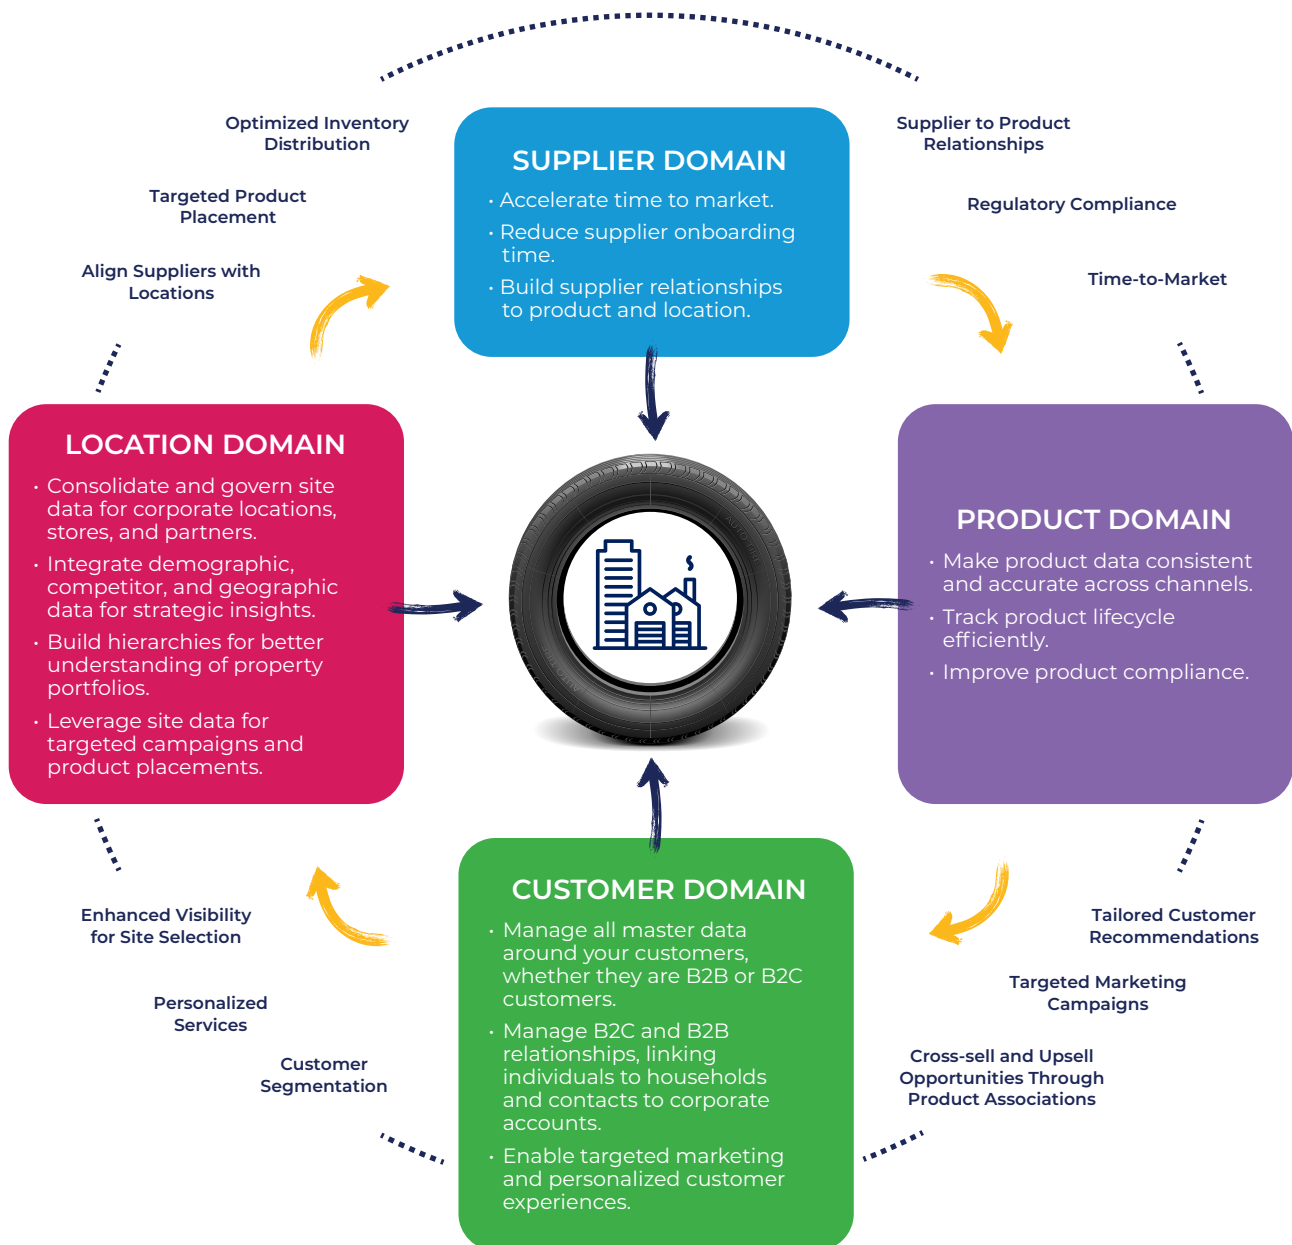 Optimized Inventory
Distribution
Targeted Product
Placement
Align Suppliers with
Locations
SUPPLIER DOMAIN
• Accelerate time to market.
• Reduce supplier onboarding
time.
• Build supplier relationships
to product and location.
Supplier to Product
Relationships
Regulatory Compliance
Time-to-Market
LOCATION DOMAIN
• Consolidate and govern site
data for corporate locations,
stores, and partners.
• Integrate demographic,
competitor, and geographic
data for strategic insights.
• Build hierarchies for better
understanding of property
portfolios.
• Leverage site data for
targeted campaigns and
product placements.
PRODUCT DOMAIN
• Make product data consistent
and accurate across channels.
• Track product lifecycle
efficiently.
• Improve product compliance.
Enhanced Visibility
for Site Selection
Personalized
Services
Customer
Segmentation
CUSTOMER DOMAIN
• Manage all master data
around your customers,
whether they are B2B or B2C
customers.
• Manage B2C and B2B
relationships, linking
individuals to households
and contacts to corporate
accounts.
• Enable targeted marketing
and personalized customer
experiences.
Tailored Customer
Recommendations
Targeted Marketing
Campaigns
Cross-sell and Upsell
Opportunities Through
Product Associations